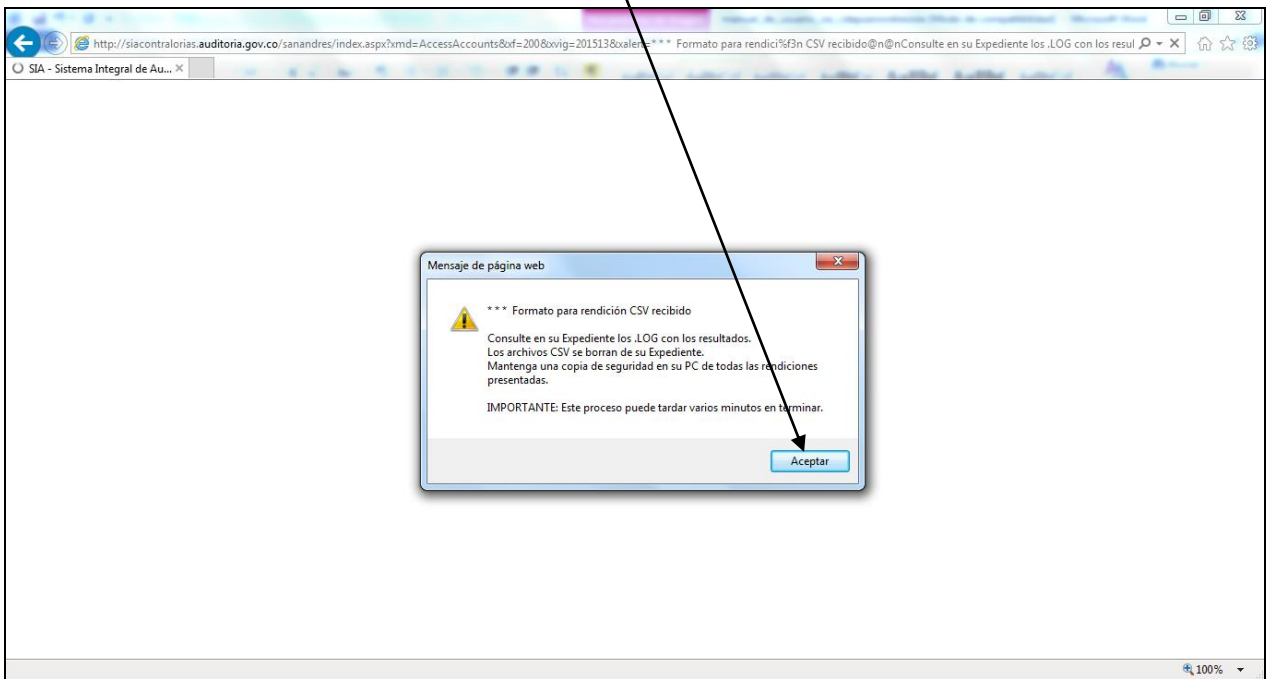 http://siacontralorias.auditoria.gov.co/sanandres/index.aspx?xmd=AccessAccounts&xf=200&xvig=201513&xalert=*** Formato para rendici%f3n CSV recibido@n@nConsulte en su Expediente los .LOG con los resul
SIA - Sistema Integral de Au...
Mensaje de página web
*** Formato para rendición CSV recibido
Consulte en su Expediente los .LOG con los resultados.
Los archivos CSV se borran de su Expediente.
Mantenga una copia de seguridad en su PC de todas las rendiciones
presentadas.
IMPORTANTE: Este proceso puede tardar varios minutos en terminar.
Aceptar
100%